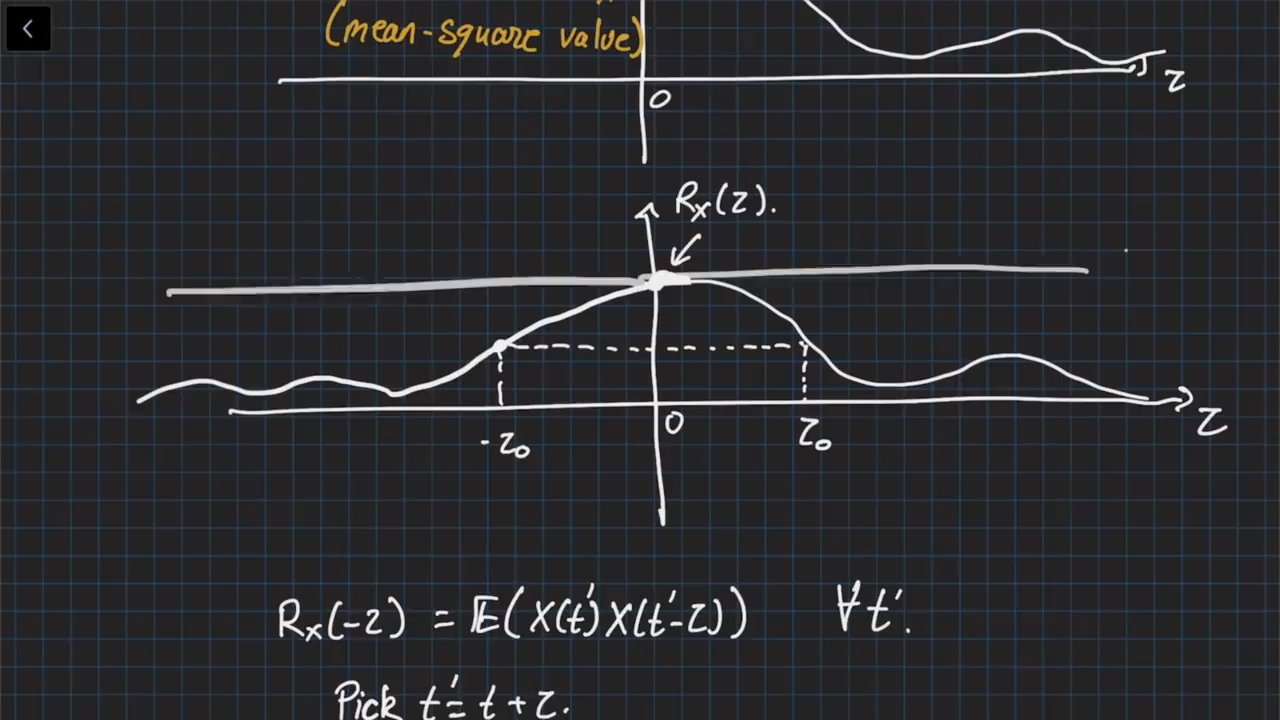 (mean-square value)
τ
0
Rₓ(τ).
0
τ
-τ₀
τ₀
Rₓ(-τ) = 𝔼(X(t')X(t'-τ)) ∀t'.
Pick t' = t + τ.